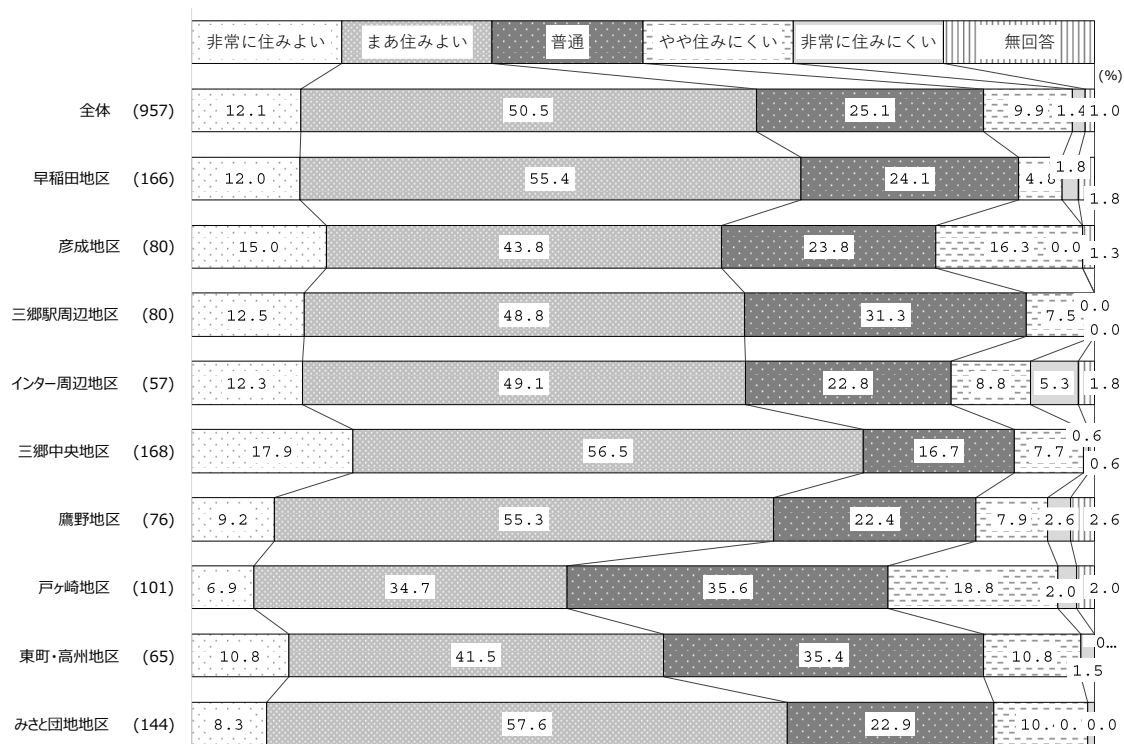 非常に住みよい まあ住みよい 普通 やや住みにくい 非常に住みにくい 無回答
(%)
全体 (957) 12.1 50.5 25.1 9.9 1.4 1.0
早稲田地区 (166) 12.0 55.4 24.1 4.8 1.8 1.8
彦成地区 (80) 15.0 43.8 23.8 16.3 0.0 1.3
三郷駅周辺地区 (80) 12.5 48.8 31.3 7.5 0.0 0.0
インター周辺地区 (57) 12.3 49.1 22.8 8.8 5.3 1.8
三郷中央地区 (168) 17.9 56.5 16.7 7.7 0.6 0.6
鷹野地区 (76) 9.2 55.3 22.4 7.9 2.6 2.6
戸ヶ崎地区 (101) 6.9 34.7 35.6 18.8 2.0 2.0
東町・高州地区 (65) 10.8 41.5 35.4 10.8 0... 1.5
みさと団地地区 (144) 8.3 57.6 22.9 10. 0. 0.0